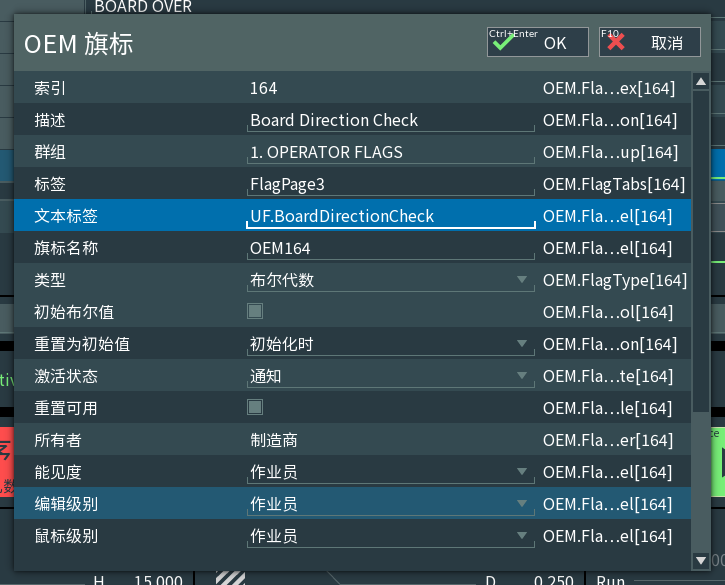 BOARD OVER
OEM 旗标
Ctrl+Enter OK
F10 取消
索引 164 OEM.Fla...ex[164]
描述 Board Direction Check OEM.Fla...on[164]
群组 1. OPERATOR FLAGS OEM.Fla...up[164]
标签 FlagPage3 OEM.FlagTabs[164]
文本标签 UF.BoardDirectionCheck OEM.Fla...el[164]
旗标名称 OEM164 OEM.Fla...el[164]
类型 布尔代数 OEM.FlagType[164]
初始布尔值 OEM.Fla...ol[164]
重置为初始值 初始化时 OEM.Fla...on[164]
激活状态 通知 OEM.Fla...te[164]
重置可用 OEM.Fla...le[164]
所有者 制造商 OEM.Fla...er[164]
能见度 作业员 OEM.Fla...el[164]
编辑级别 作业员 OEM.Fla...el[164]
鼠标级别 作业员 OEM.Fla...el[164]
H 15.000 D 0.250 Run